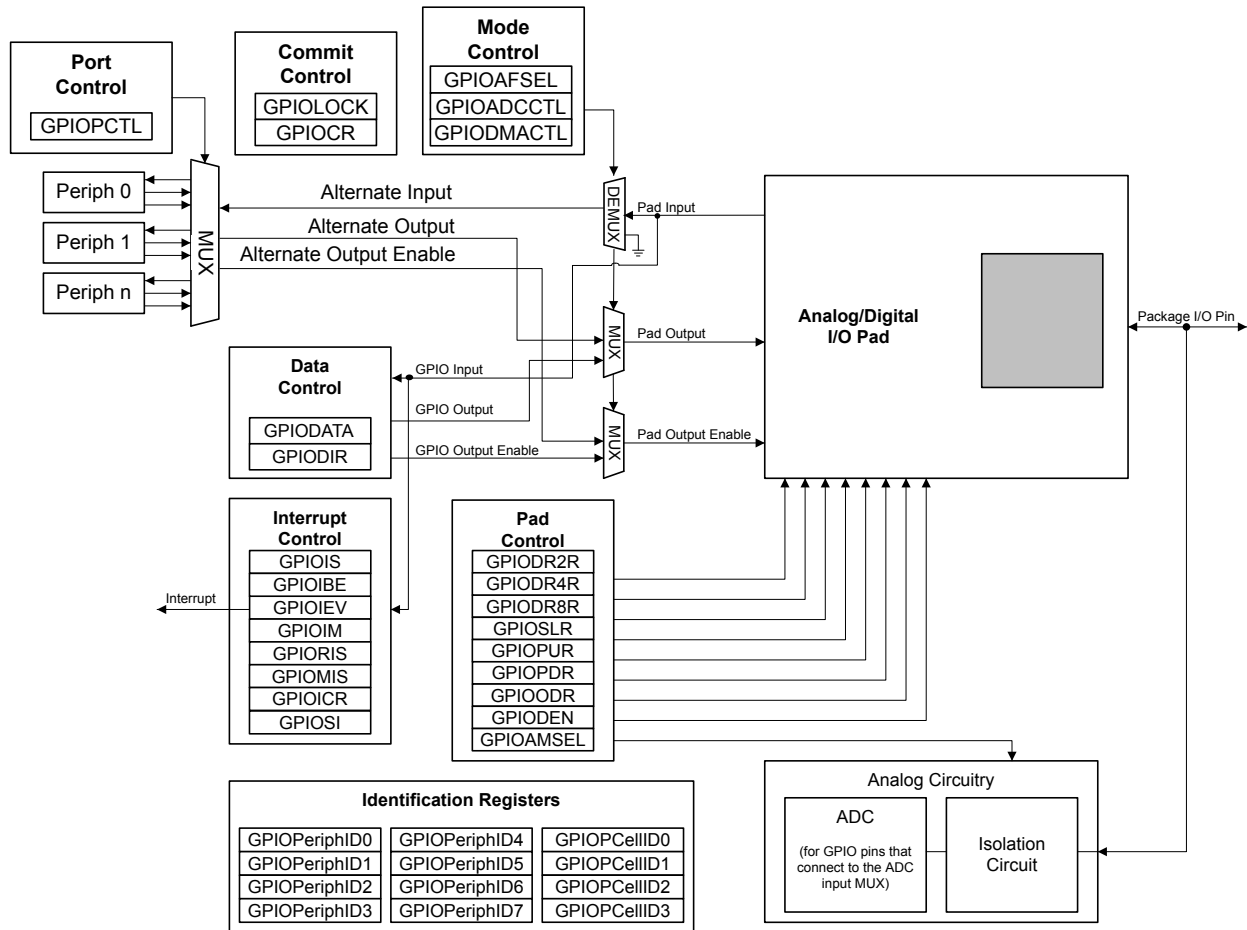 Port
Control
GPIOPCTL
Commit
Control
GPIOLOCK
GPIOCR
Mode
Control
GPIOAFSEL
GPIOADCCTL
GPIODMACTL
Periph 0
Periph 1
Periph n
MUX
Alternate Input
Alternate Output
Alternate Output Enable
DEMUX
Pad Input
MUX
Pad Output
MUX
Pad Output Enable
Analog/Digital
I/O Pad
Package I/O Pin
Data
Control
GPIODATA
GPIODIR
GPIO Input
GPIO Output
GPIO Output Enable
Interrupt
Control
GPIOIS
GPIOIBE
GPIOIEV
GPIOIM
GPIORIS
GPIOMIS
GPIOICR
GPIOSI
Interrupt
Pad
Control
GPIODR2R
GPIODR4R
GPIODR8R
GPIOSLR
GPIOPUR
GPIOPDR
GPIOODR
GPIODEN
GPIOAMSEL
Analog Circuitry
ADC
(for GPIO pins that
connect to the ADC
input MUX)
Isolation
Circuit
Identification Registers
GPIOPeriphID0
GPIOPeriphID1
GPIOPeriphID2
GPIOPeriphID3
GPIOPeriphID4
GPIOPeriphID5
GPIOPeriphID6
GPIOPeriphID7
GPIOPCellID0
GPIOPCellID1
GPIOPCellID2
GPIOPCellID3